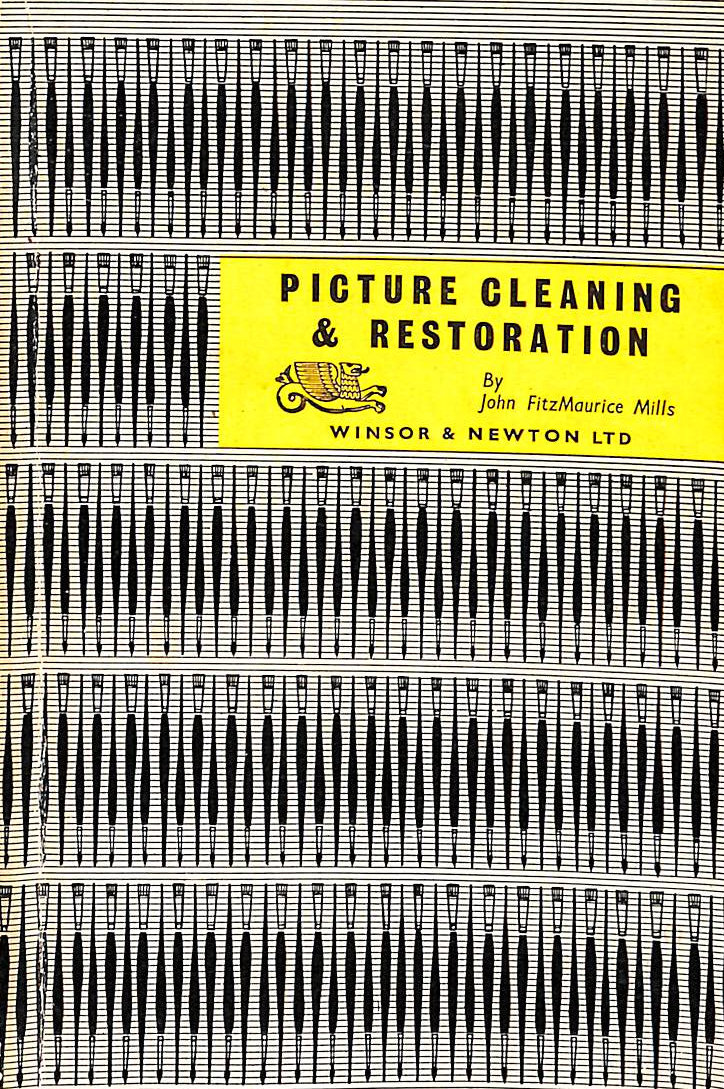 PICTURE CLEANING
& RESTORATION
By
John FitzMaurice Mills
WINSOR & NEWTON LTD